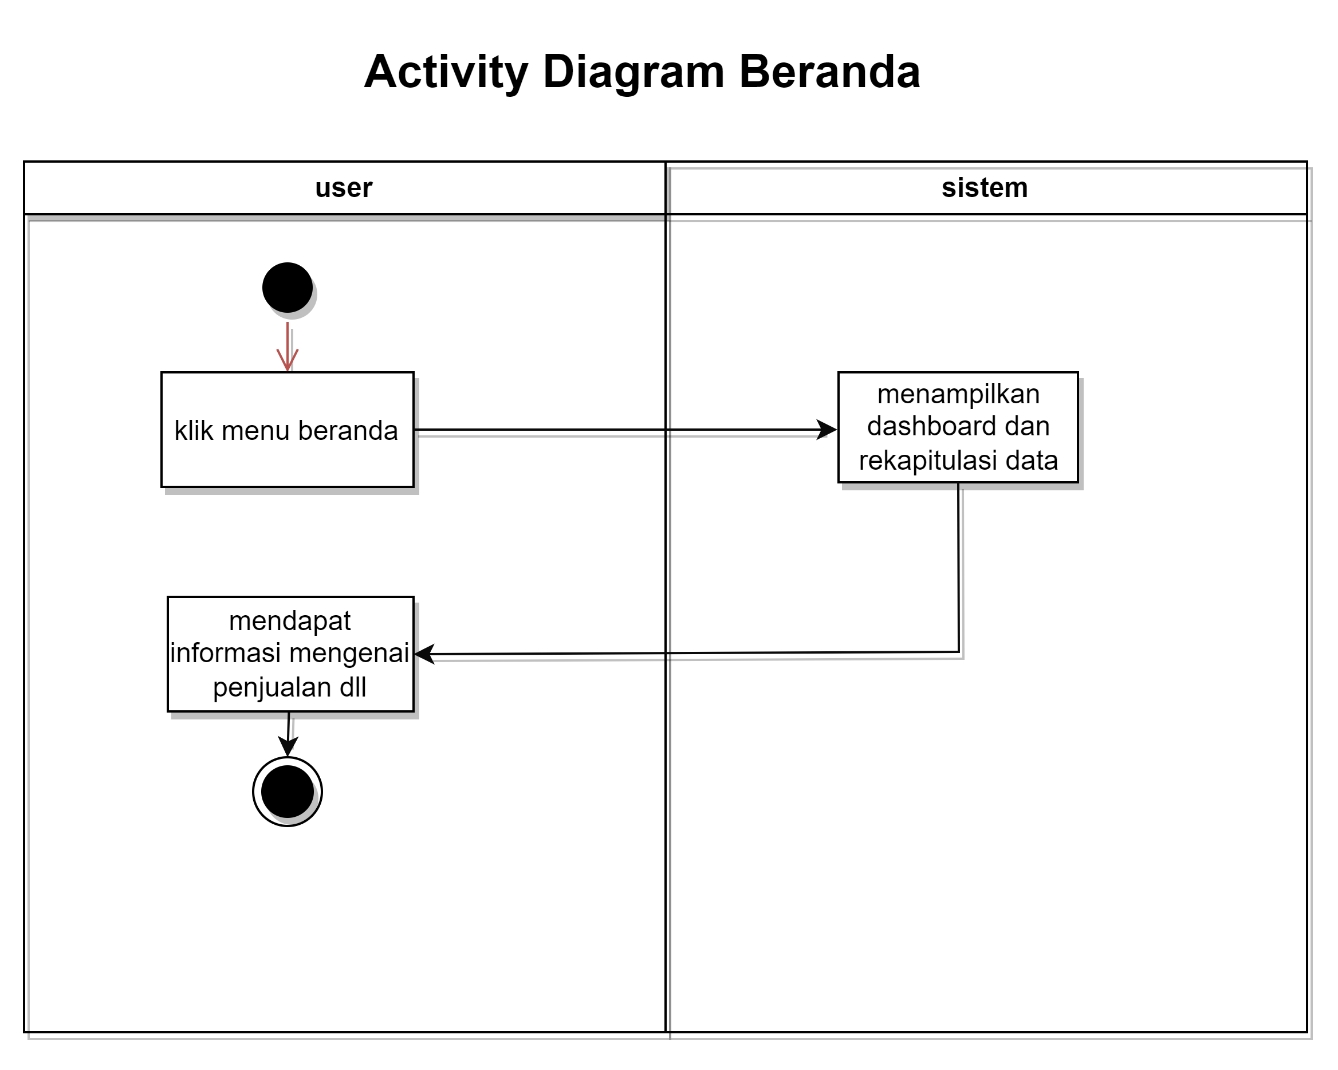 Activity Diagram Beranda
user
sistem
klik menu beranda
menampilkan
dashboard dan
rekapitulasi data
mendapat
informasi mengenai
penjualan dll